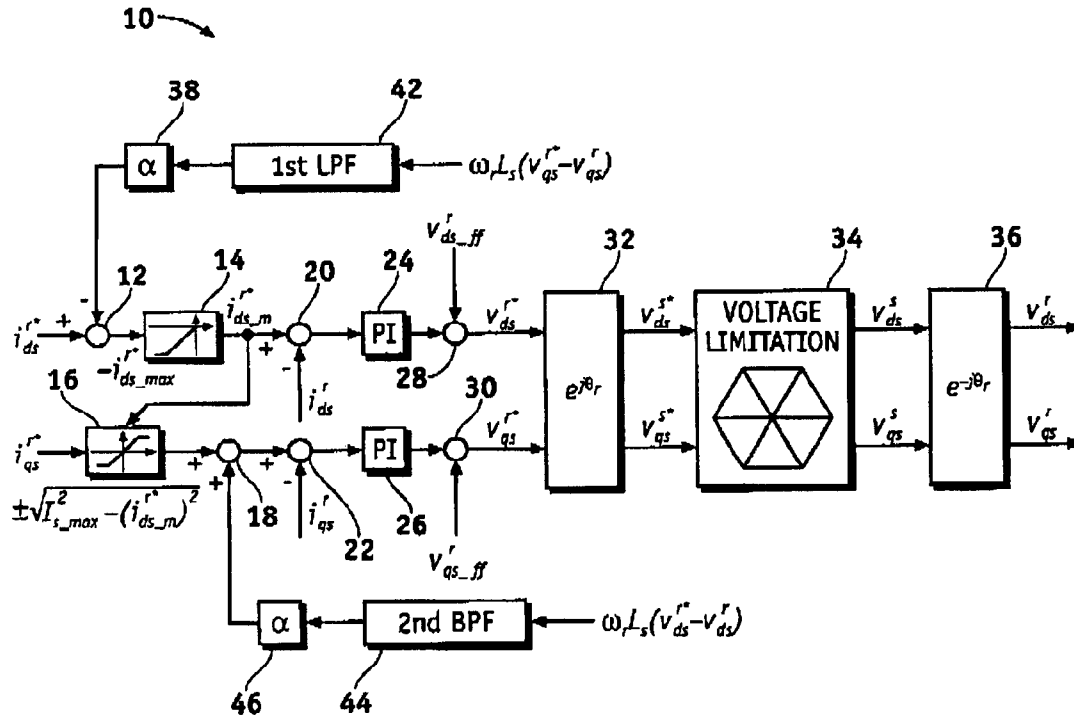 10
38
42
α
1st LPF
ω_r L_s (v_qs^r* − v_qs^r)
v_ds_ff^r
32
34
36
12
14
20
24
-
+
i_ds^r*
i_ds_m^r*
-i_ds_max^r*
+
-
i_ds^r
PI
28
v_ds^r*
e^jθ_r
v_ds^s*
VOLTAGE
LIMITATION
v_ds^s
e^-jθ_r
v_ds^r
16
i_qs^r*
+
+
18
+
-
i_qs^r
22
PI
26
30
v_qs^r*
v_qs^s*
v_qs^s
v_qs^r
±√I_s_max^2 − (i_ds_m^r*)^2
v_qs_ff^r
α
2nd BPF
ω_r L_s (v_ds^r* − v_ds^r)
46
44